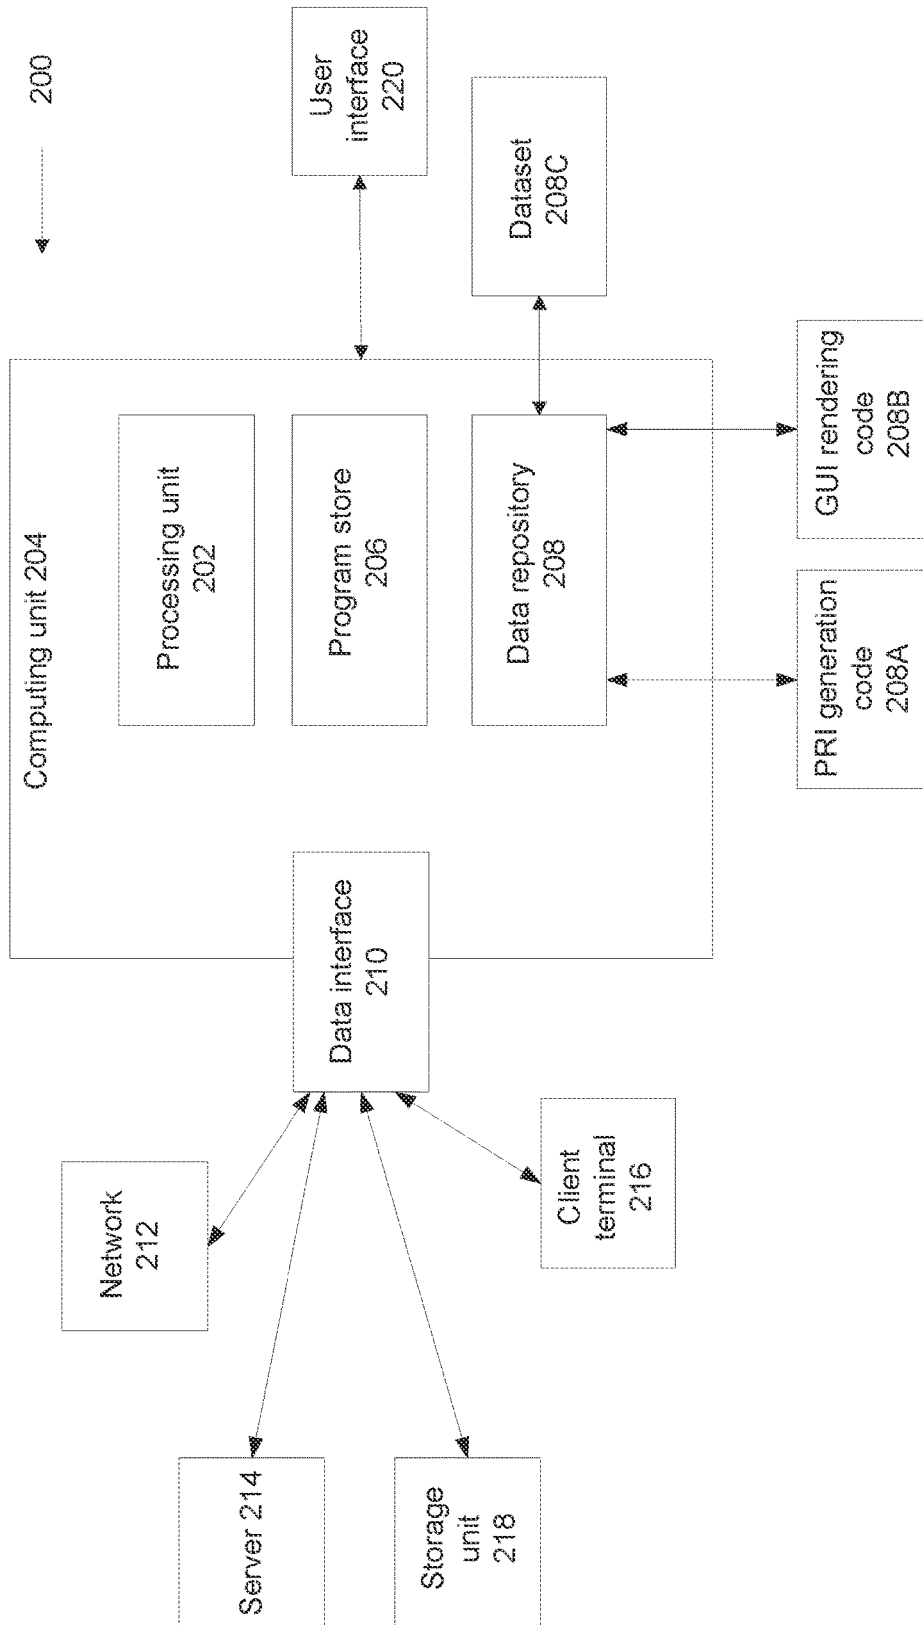 200
Computing unit 204
Processing unit
202
Program store
206
Data repository
208
Data interface
210
User
interface
220
Dataset
208C
Network
212
Server 214
Storage
unit
218
Client
terminal
216
PRI generation
code
208A
GUI rendering
code
208B